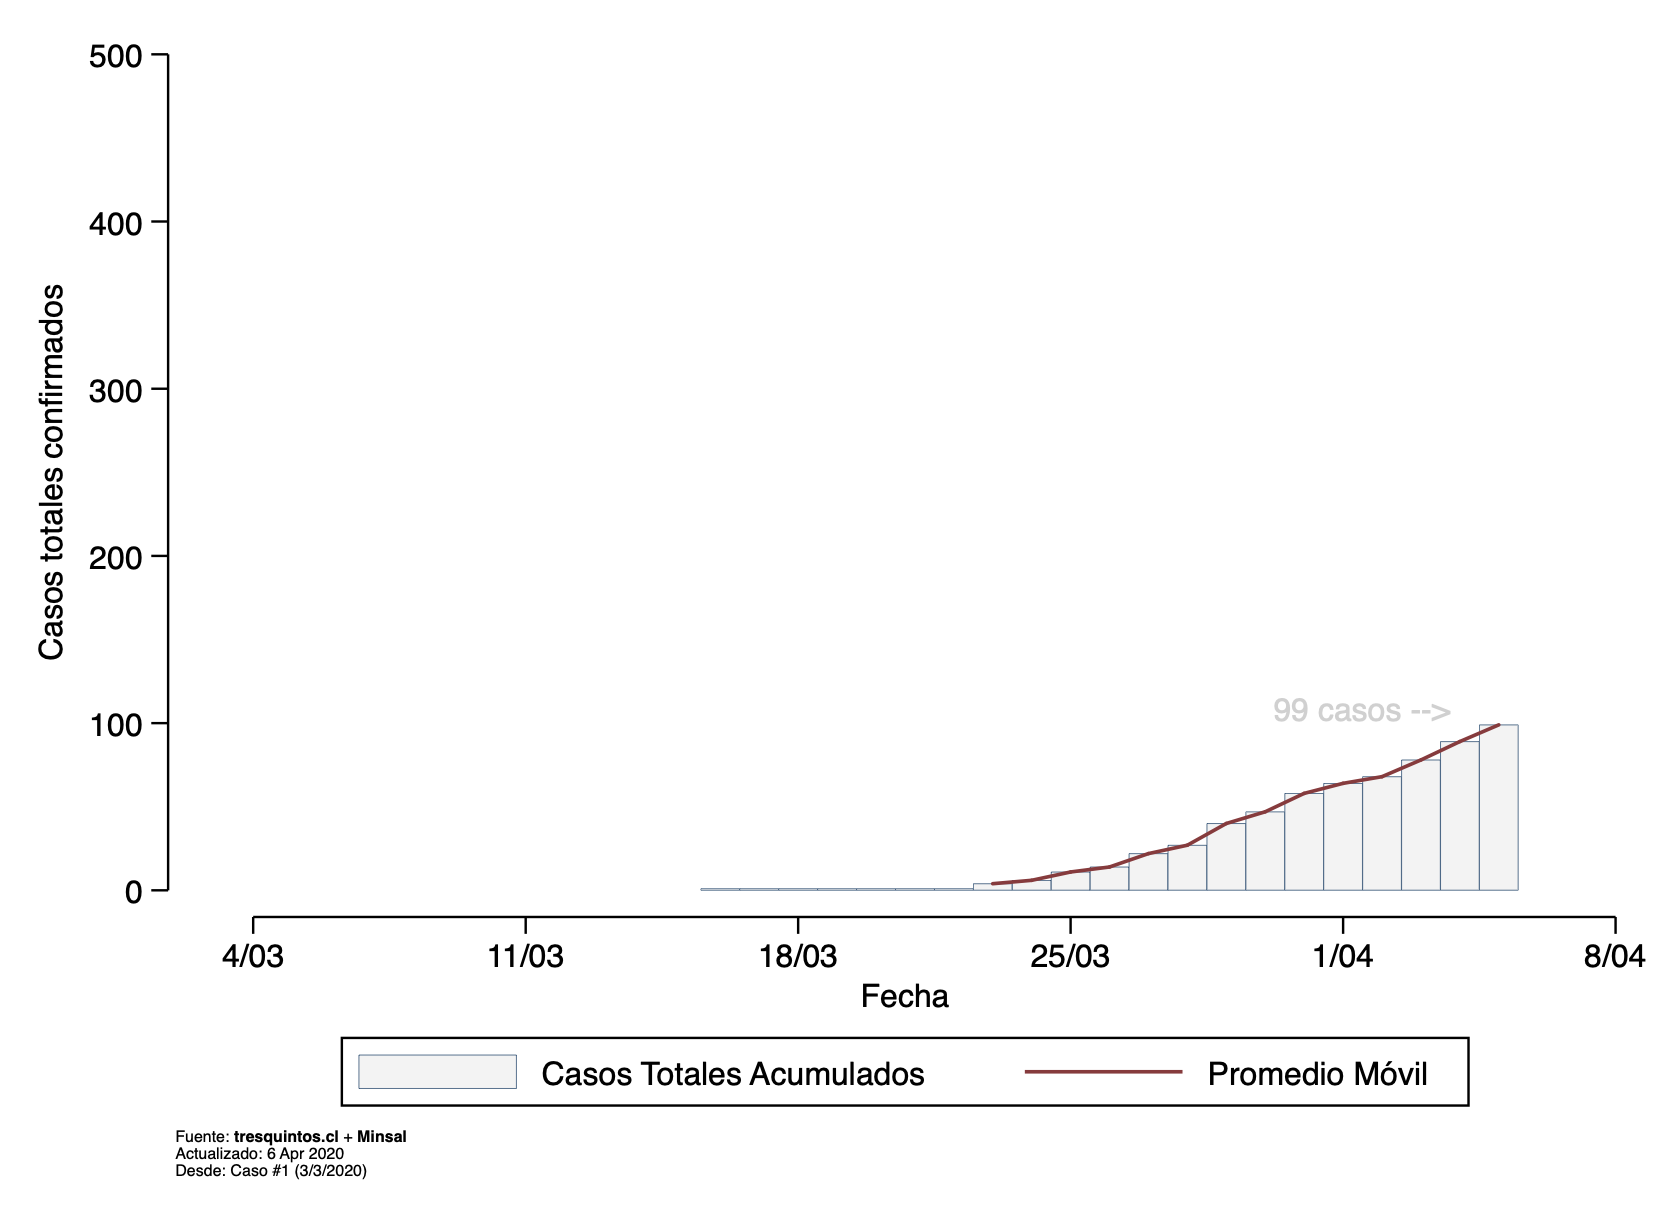 500
400
300
200
100
0
Casos totales confirmados
99 casos -->
4/03 11/03 18/03 25/03 1/04 8/04
Fecha
Casos Totales Acumulados Promedio Móvil
Fuente: tresquintos.cl + Minsal
Actualizado: 6 Apr 2020
Desde: Caso #1 (3/3/2020)